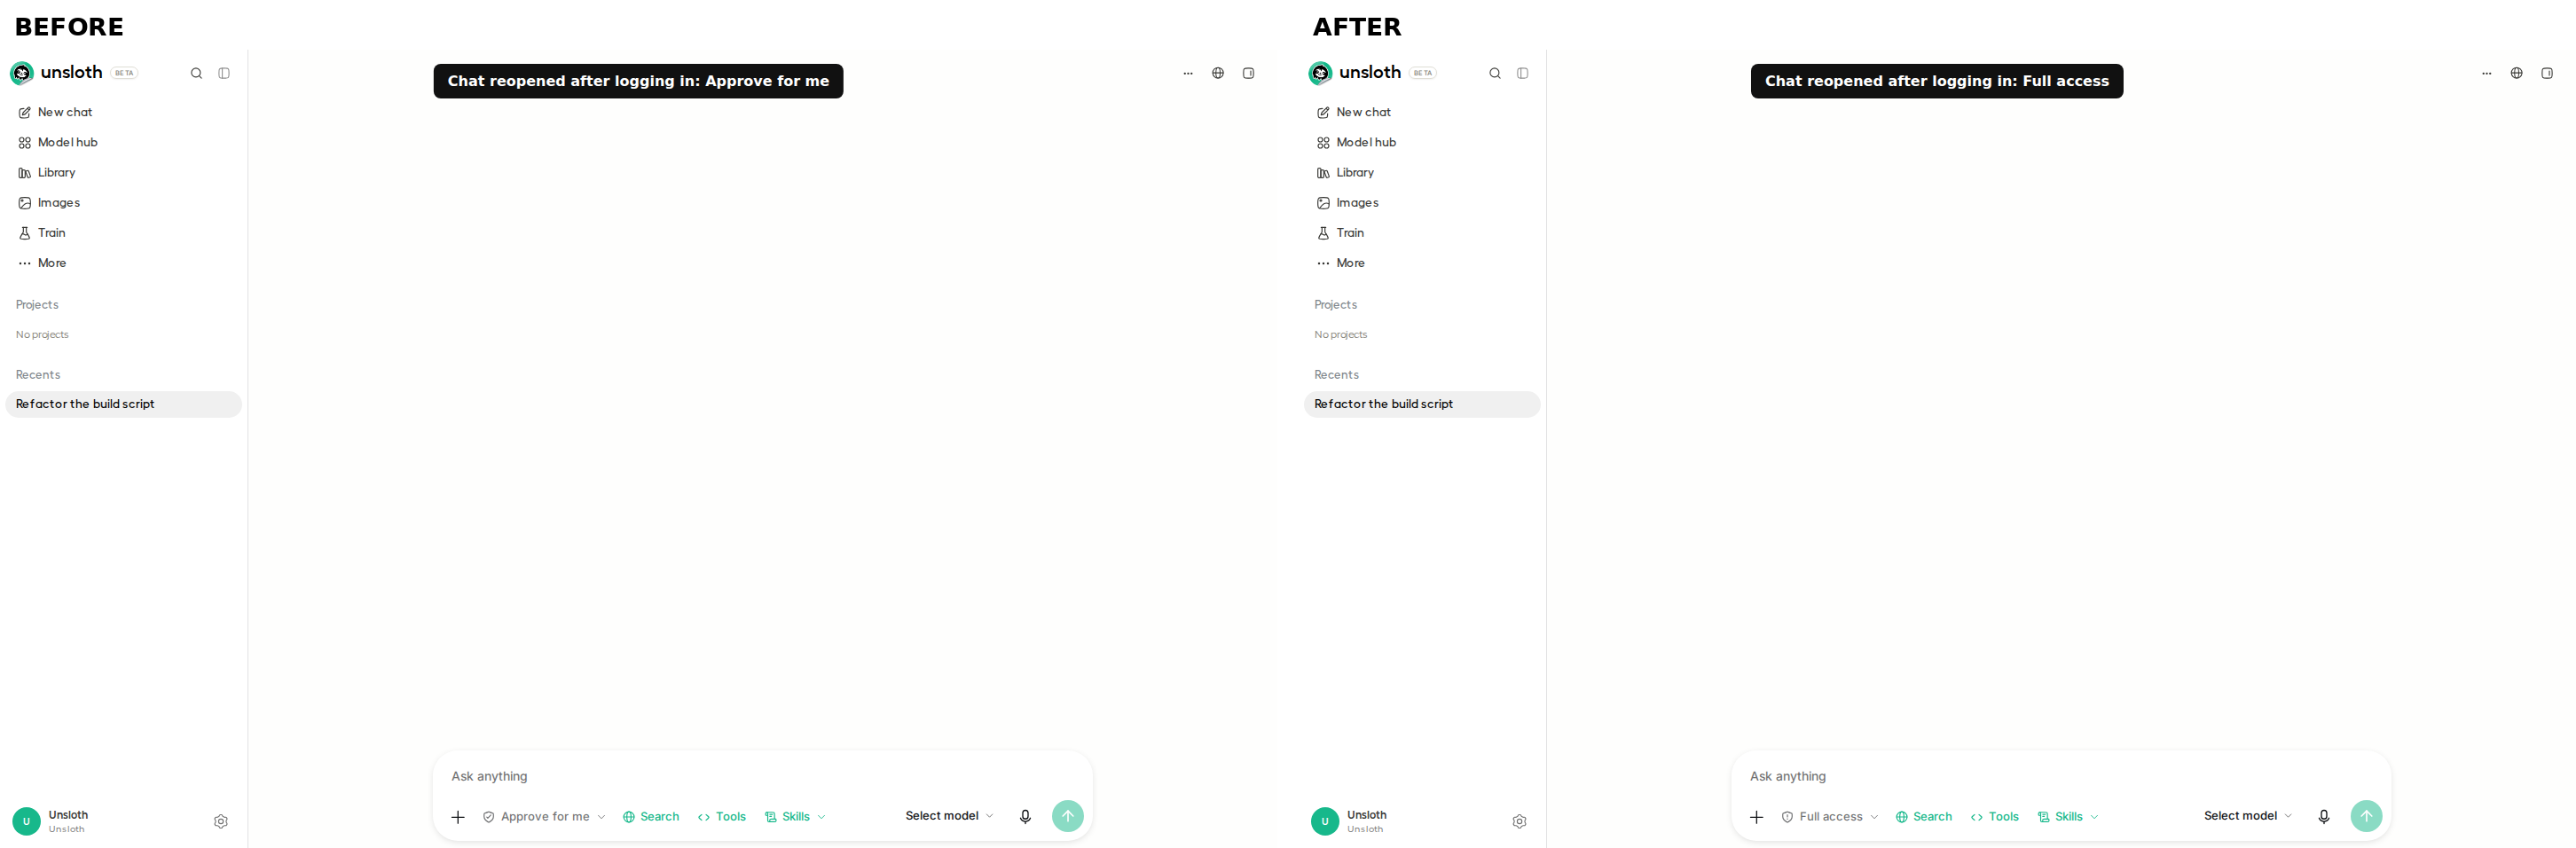 BEFORE
unsloth BETA
Chat reopened after logging in: Approve for me
New chat
Model hub
Library
Images
Train
More
Projects
No projects
Recents
Refactor the build script
Ask anything
Approve for me Search Tools Skills Select model
U
Unsloth
Unsloth
AFTER
unsloth BETA
Chat reopened after logging in: Full access
New chat
Model hub
Library
Images
Train
More
Projects
No projects
Recents
Refactor the build script
Ask anything
Full access Search Tools Skills Select model
U
Unsloth
Unsloth